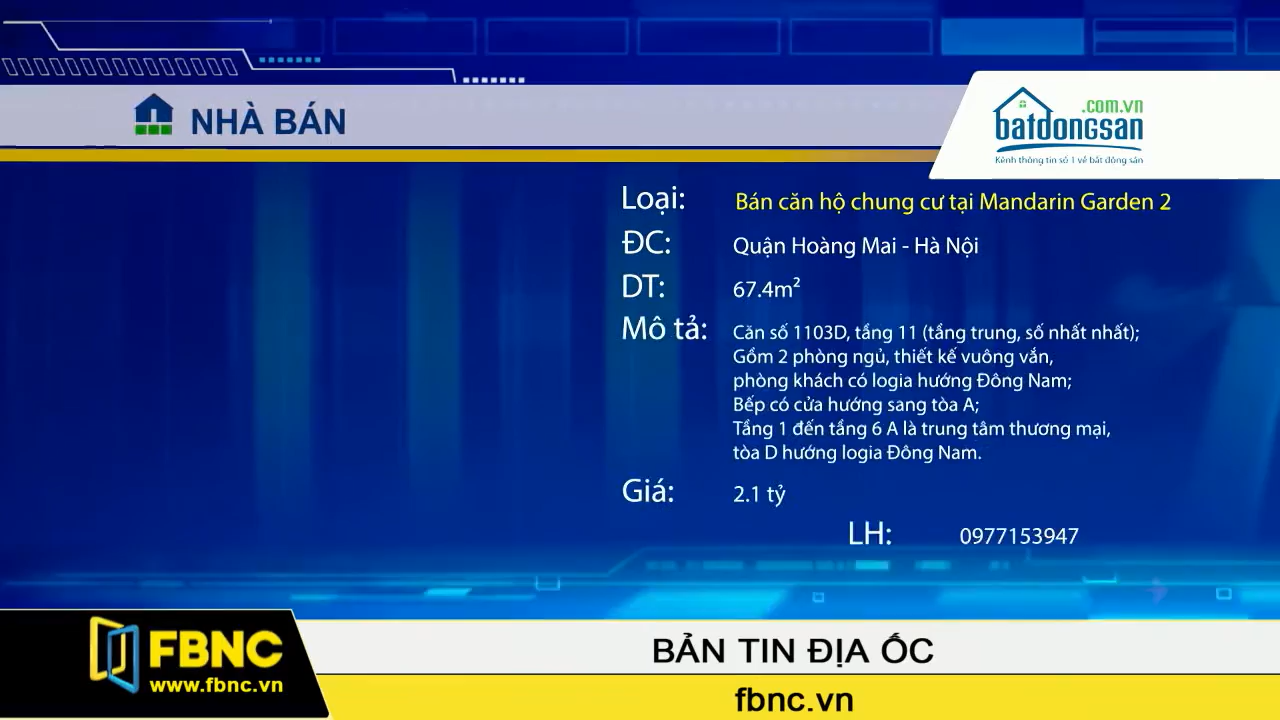 NHÀ BÁN
.com.vn
batdongsan
Kênh thông tin số 1 về bất động sản
Loại: Bán căn hộ chung cư tại Mandarin Garden 2
ĐC: Quận Hoàng Mai - Hà Nội
DT: 67.4m²
Mô tả: Căn số 1103D, tầng 11 (tầng trung, số nhất nhất);
Gồm 2 phòng ngủ, thiết kế vuông vắn,
phòng khách có logia hướng Đông Nam;
Bếp có cửa hướng sang tòa A;
Tầng 1 đến tầng 6 A là trung tâm thương mại,
tòa D hướng logia Đông Nam.
Giá: 2.1 tỷ
LH: 0977153947
FBNC
www.fbnc.vn
BẢN TIN ĐỊA ỐC
fbnc.vn